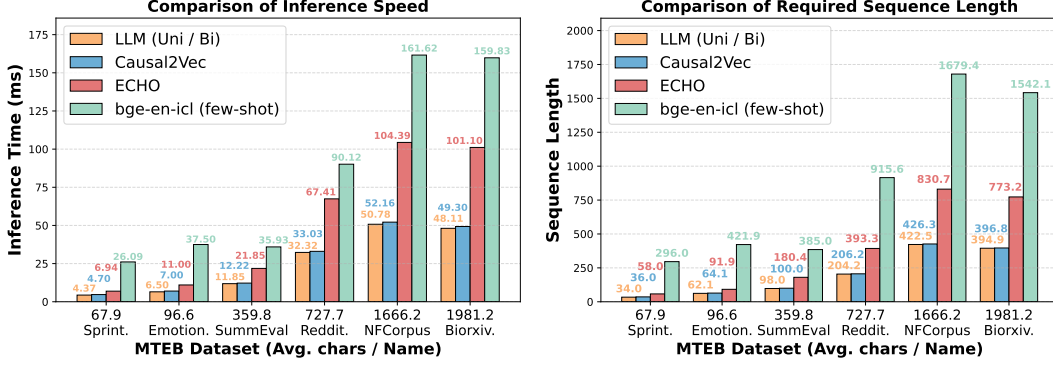 Comparison of Inference Speed
Inference Time (ms)
175
150
125
100
75
50
25
0
LLM (Uni / Bi)
Causal2Vec
ECHO
bge-en-icl (few-shot)
4.37
4.70
6.94
26.09
6.50
7.00
11.00
37.50
11.85
12.22
21.85
35.93
32.32
33.03
67.41
90.12
50.78
52.16
104.39
161.62
48.11
49.30
101.10
159.83
67.9
Sprint.
96.6
Emotion.
359.8
SummEval
727.7
Reddit.
1666.2
NFCorpus
1981.2
Biorxiv.
MTEB Dataset (Avg. chars / Name)
Comparison of Required Sequence Length
Sequence Length
2000
1750
1500
1250
1000
750
500
250
0
LLM (Uni / Bi)
Causal2Vec
ECHO
bge-en-icl (few-shot)
34.0
36.0
58.0
296.0
62.1
64.1
91.9
421.9
98.0
100.0
180.4
385.0
204.2
206.2
393.3
915.6
422.5
426.3
830.7
1679.4
394.9
396.8
773.2
1542.1
67.9
Sprint.
96.6
Emotion.
359.8
SummEval
727.7
Reddit.
1666.2
NFCorpus
1981.2
Biorxiv.
MTEB Dataset (Avg. chars / Name)